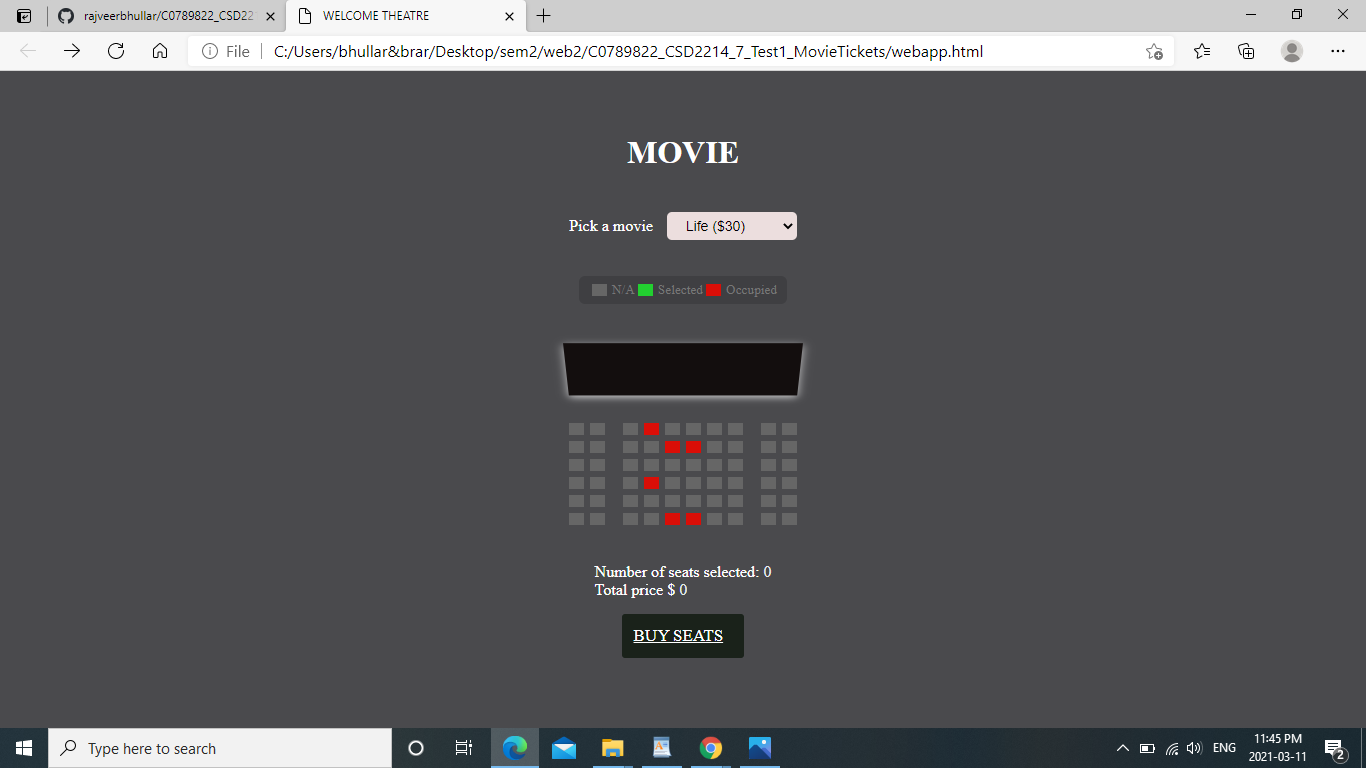 rajveerbhullar/C0789822_CSD22
WELCOME THEATRE
File
C:/Users/bhullar&brar/Desktop/sem2/web2/C0789822_CSD2214_7_Test1_MovieTickets/webapp.html
MOVIE
Pick a movie Life ($30)
N/A Selected Occupied
Number of seats selected: 0
Total price $ 0
BUY SEATS
Type here to search
ENG
11:45 PM
2021-03-11
2